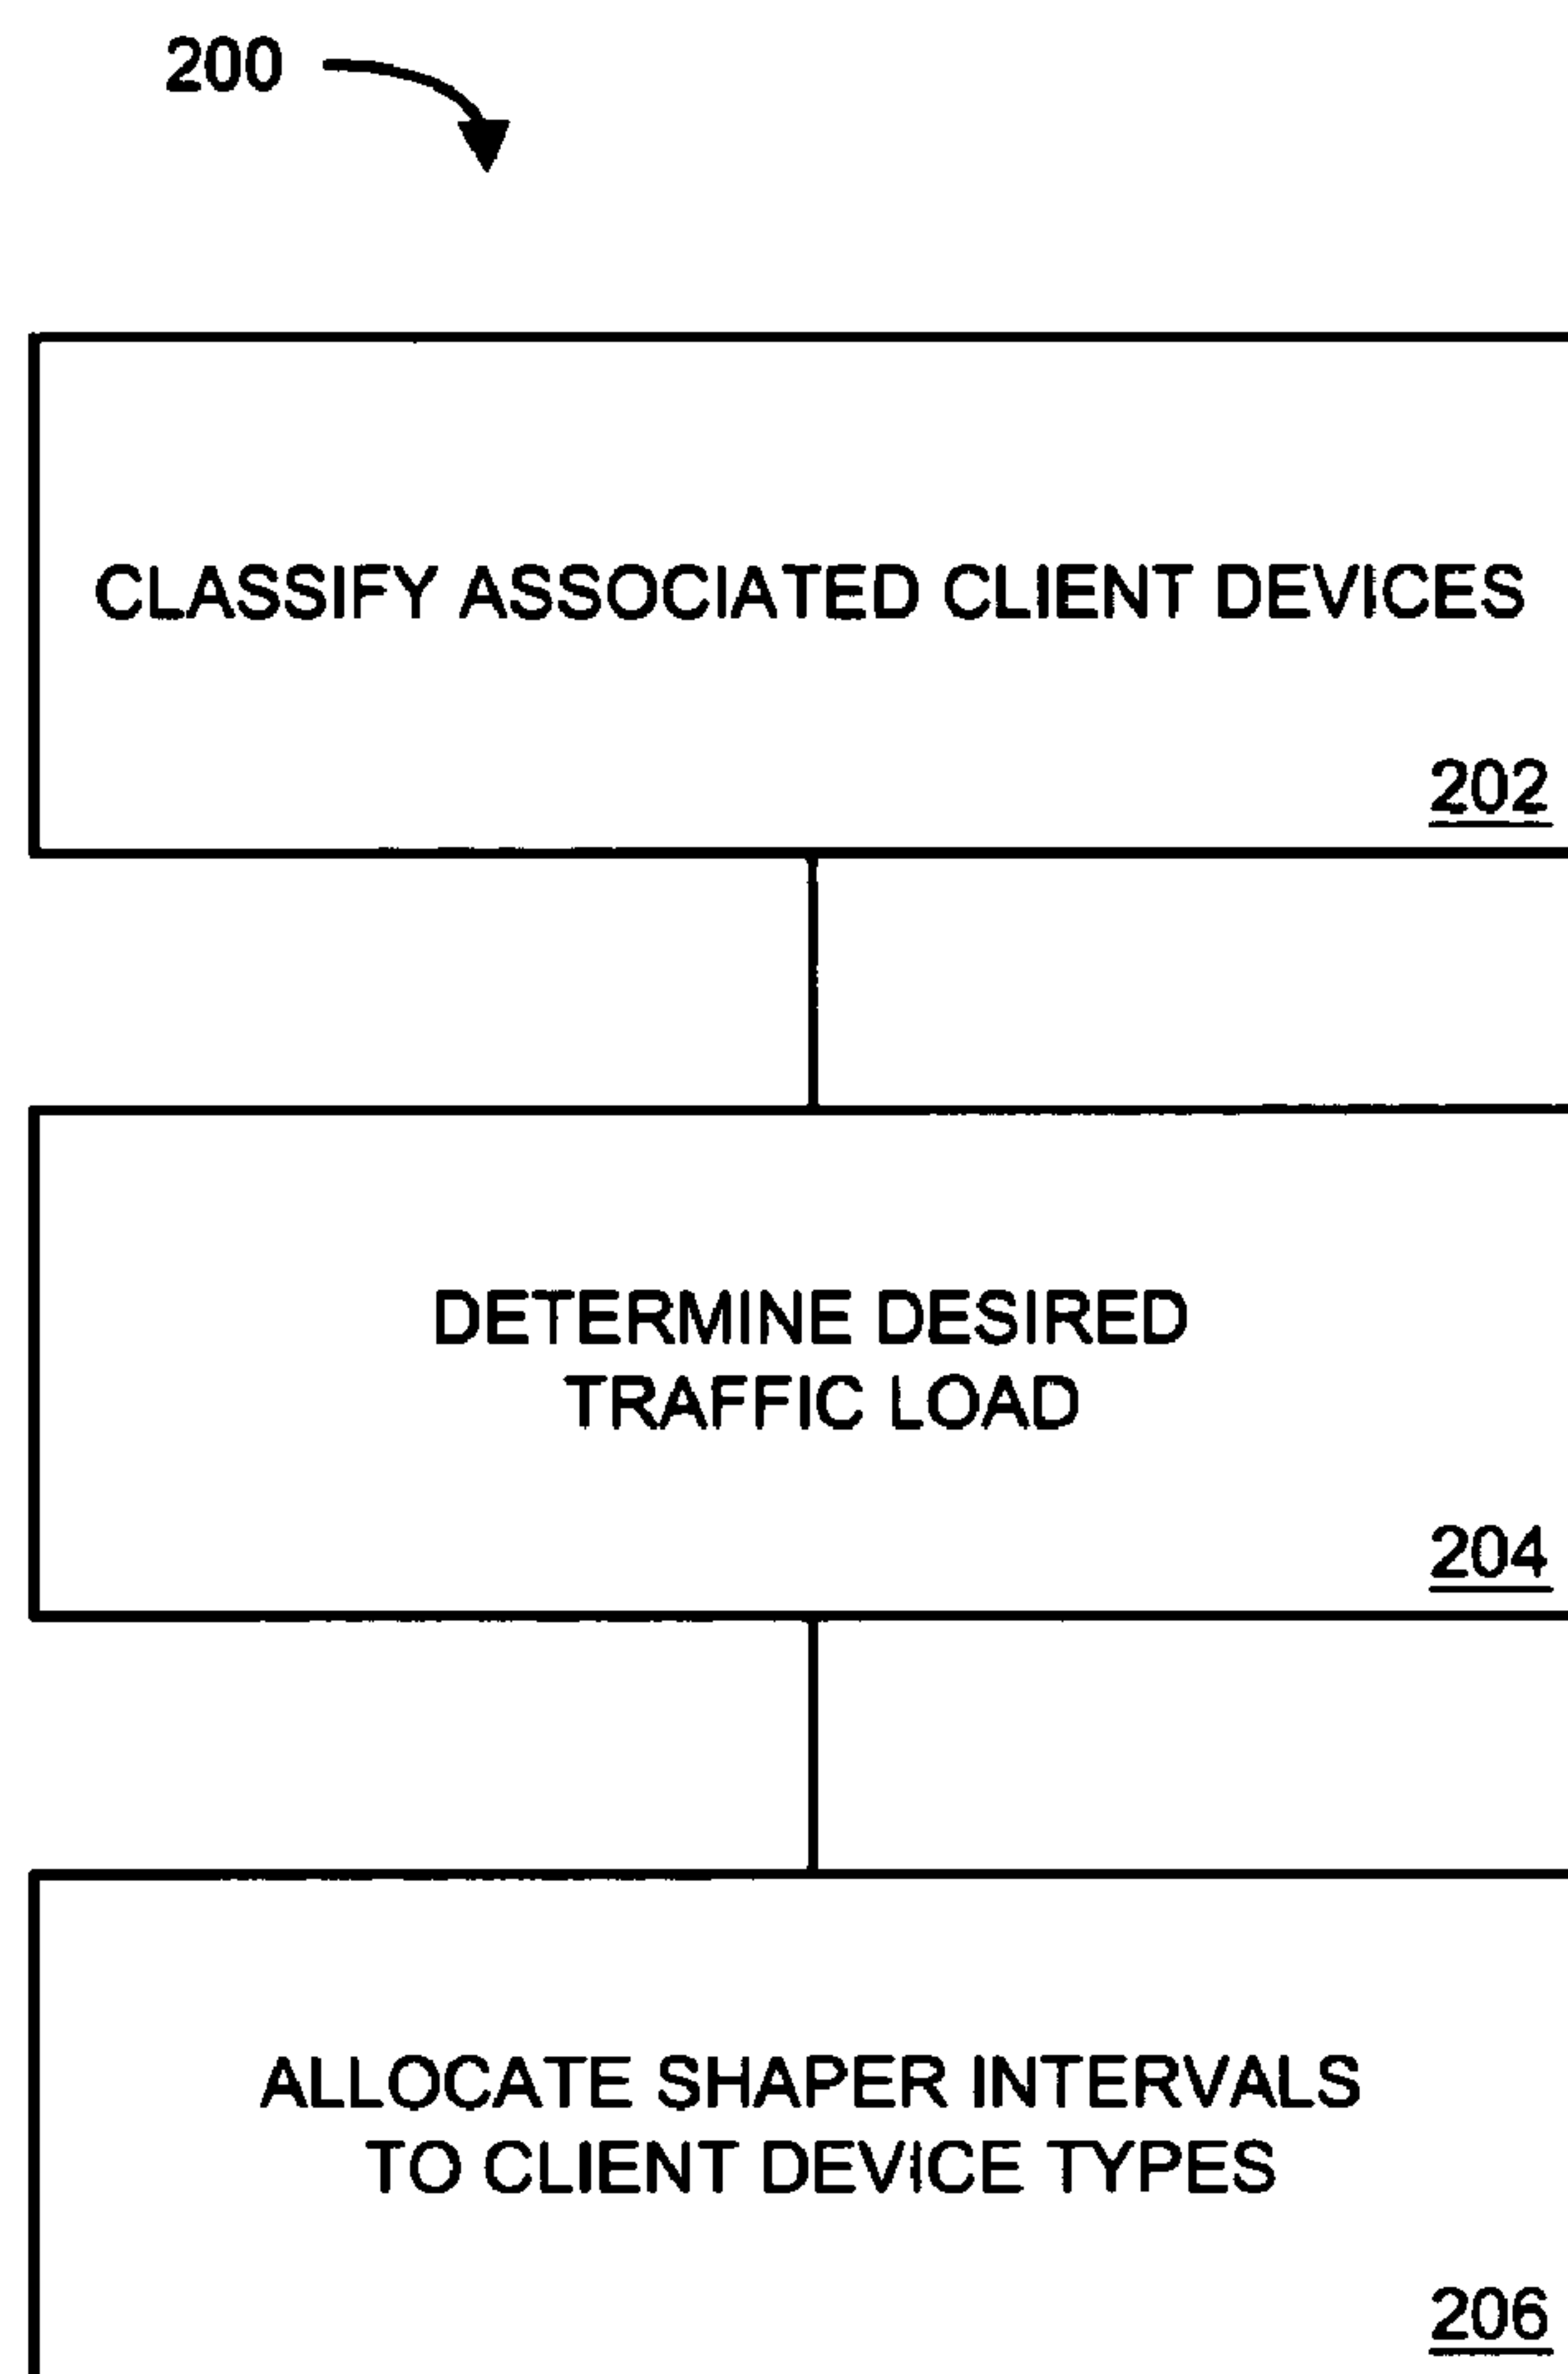 200
CLASSIFY ASSOCIATED CLIENT DEVICES
202
DETERMINE DESIRED
TRAFFIC LOAD
204
ALLOCATE SHAPER INTERVALS
TO CLIENT DEVICE TYPES
206